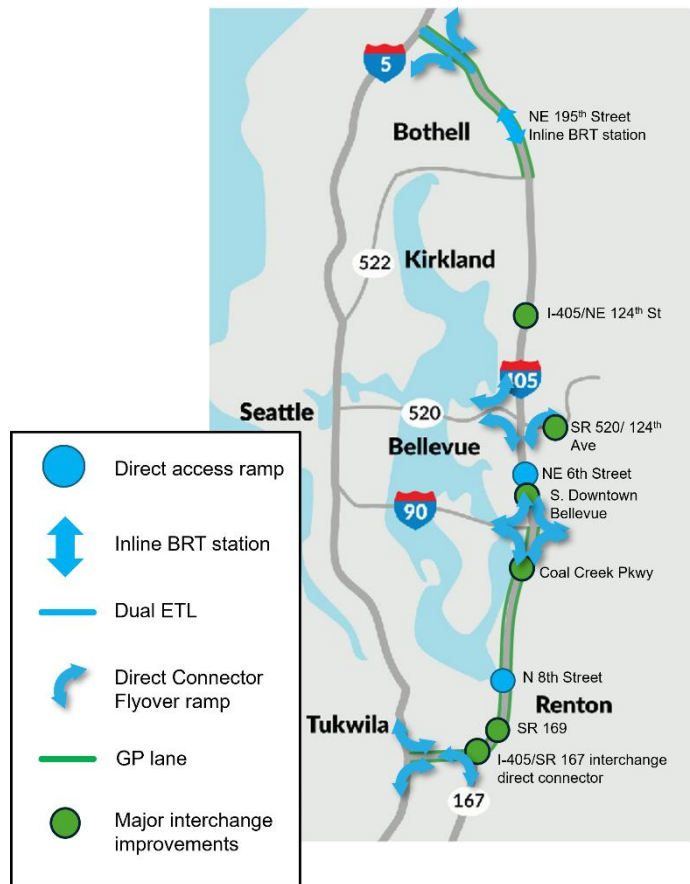 5
NE 195th Street
Inline BRT station
Bothell
Kirkland
522
I-405/NE 124th St
405
Seattle
520
SR 520/ 124th
Ave
Bellevue
NE 6th Street
S. Downtown
Bellevue
90
Coal Creek Pkwy
N 8th Street
Renton
Tukwila
SR 169
I-405/SR 167 interchange
direct connector
167
Direct access ramp
Inline BRT station
Dual ETL
Direct Connector
Flyover ramp
GP lane
Major interchange
improvements